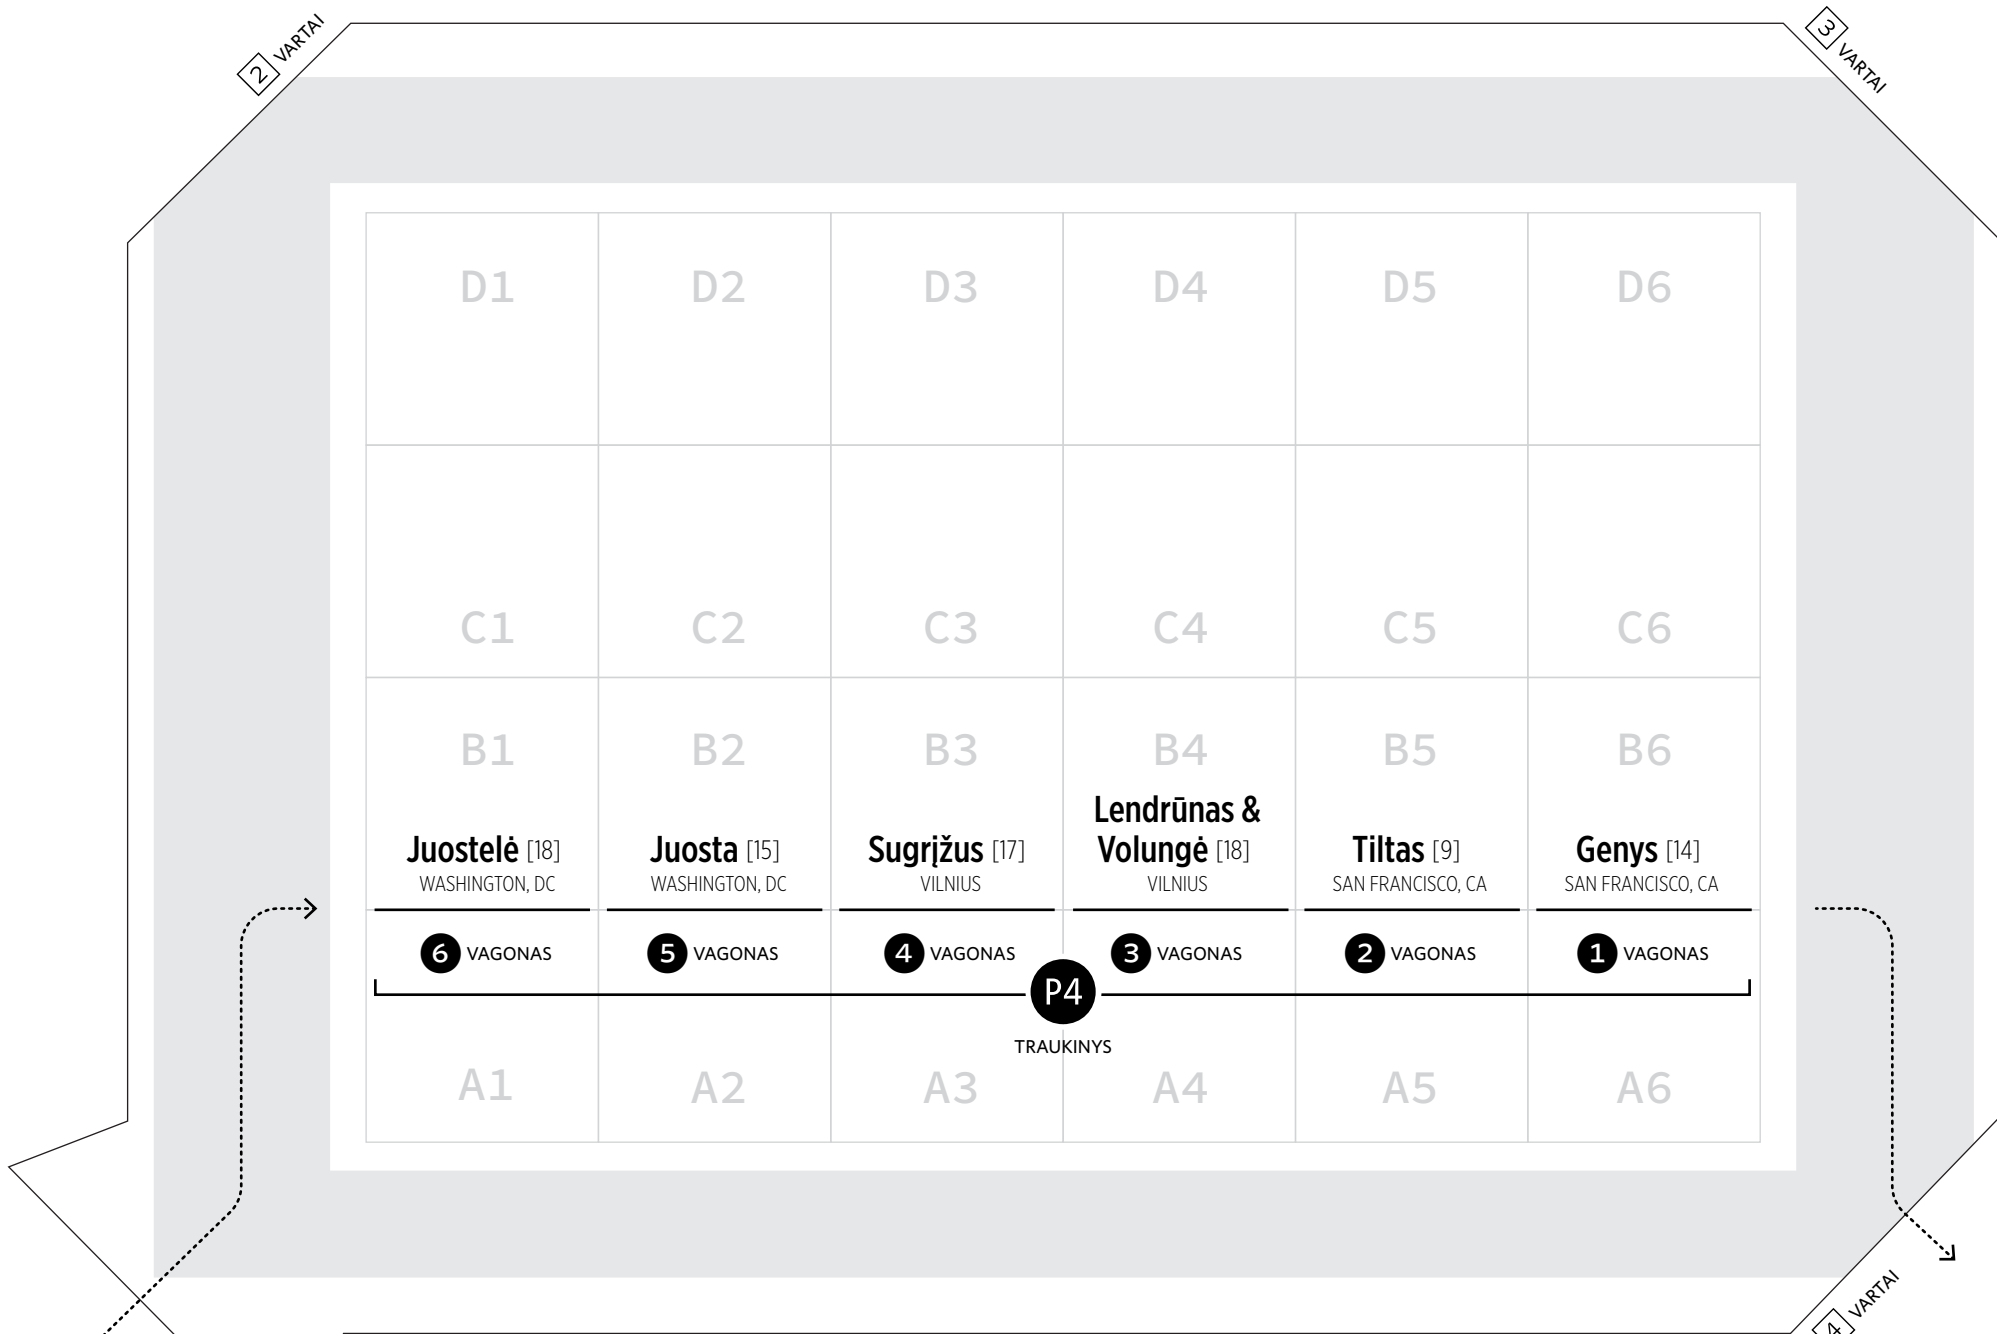 2 VARTAI
3 VARTAI
D1 D2 D3 D4 D5 D6
C1 C2 C3 C4 C5 C6
B1 B2 B3 B4 B5 B6
Juostelė [18]
WASHINGTON, DC
Juosta [15]
WASHINGTON, DC
Sugrįžus [17]
VILNIUS
Lendrūnas &
Volungė [18]
VILNIUS
Tiltas [9]
SAN FRANCISCO, CA
Genys [14]
SAN FRANCISCO, CA
6 VAGONAS
5 VAGONAS
4 VAGONAS
3 VAGONAS
2 VAGONAS
1 VAGONAS
P4
TRAUKINYS
A1 A2 A3 A4 A5 A6
4 VARTAI